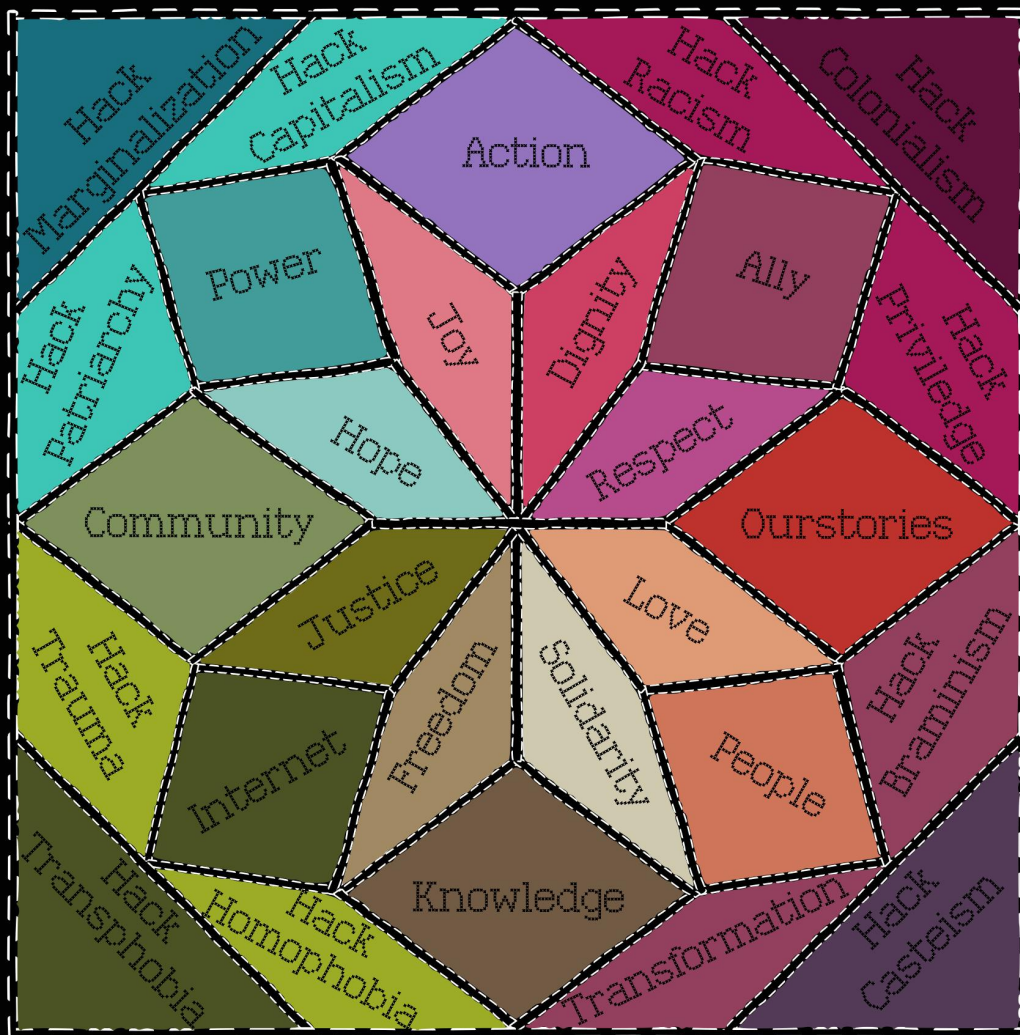 Hack
Marginalization
Hack
Capitalism
Action
Hack
Racism
Hack
Colonialism
Hack
Patriarchy
Power
Joy
Dignity
Ally
Hack
Priviledge
Hope
Respect
Community
Ourstories
Justice
Love
Hack
Trauma
Internet
Freedom
Solidarity
People
Hack
Braminism
Hack
Transphobia
Hack
Homophobia
Knowledge
Transformation
Hack
Casteism